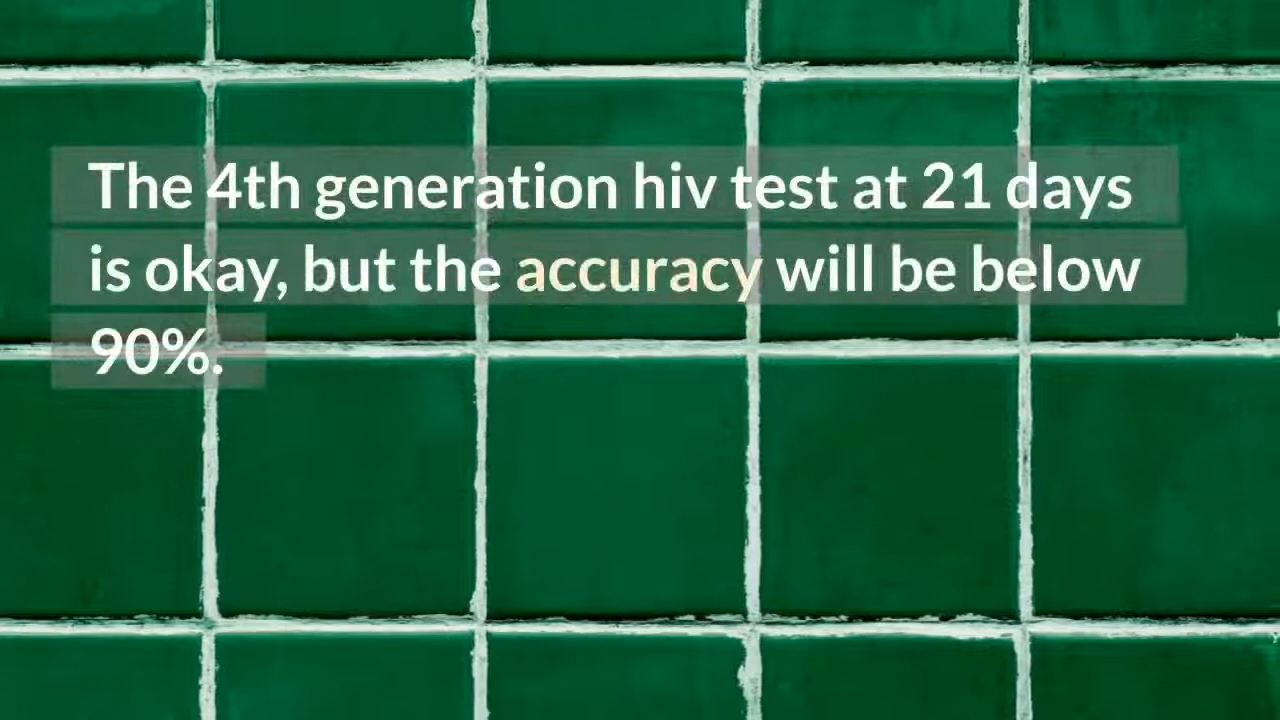 The 4th generation hiv test at 21 days
is okay, but the accuracy will be below
90%.